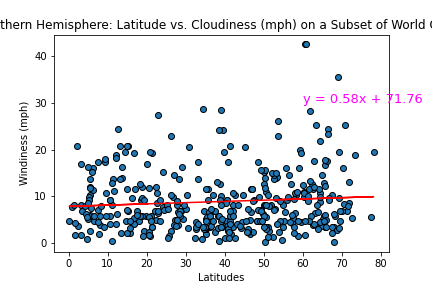 thern Hemisphere: Latitude vs. Cloudiness (mph) on a Subset of World C
40
30
20
10
0
Windiness (mph)
y = 0.58x + 71.76
0 10 20 30 40 50 60 70 80
Latitudes